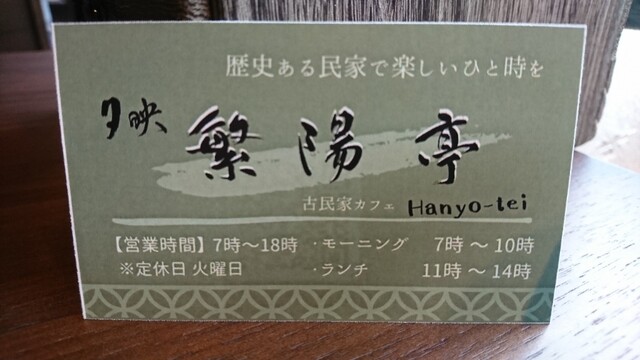 歴史ある民家で楽しいひと時を
夕映 繁陽亭
古民家カフェ Hanyo-tei
【営業時間】7時～18時 ・モーニング 7時～10時
※定休日 火曜日 ・ランチ 11時～14時